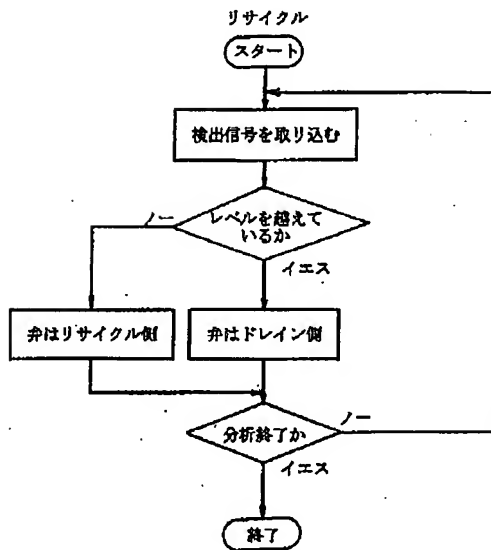 リサイクル
スタート
検出信号を取り込む
レベルを越えて
いるか
ノー
イエス
弁はリサイクル側
弁はドレイン側
分析終了か
ノー
イエス
終了